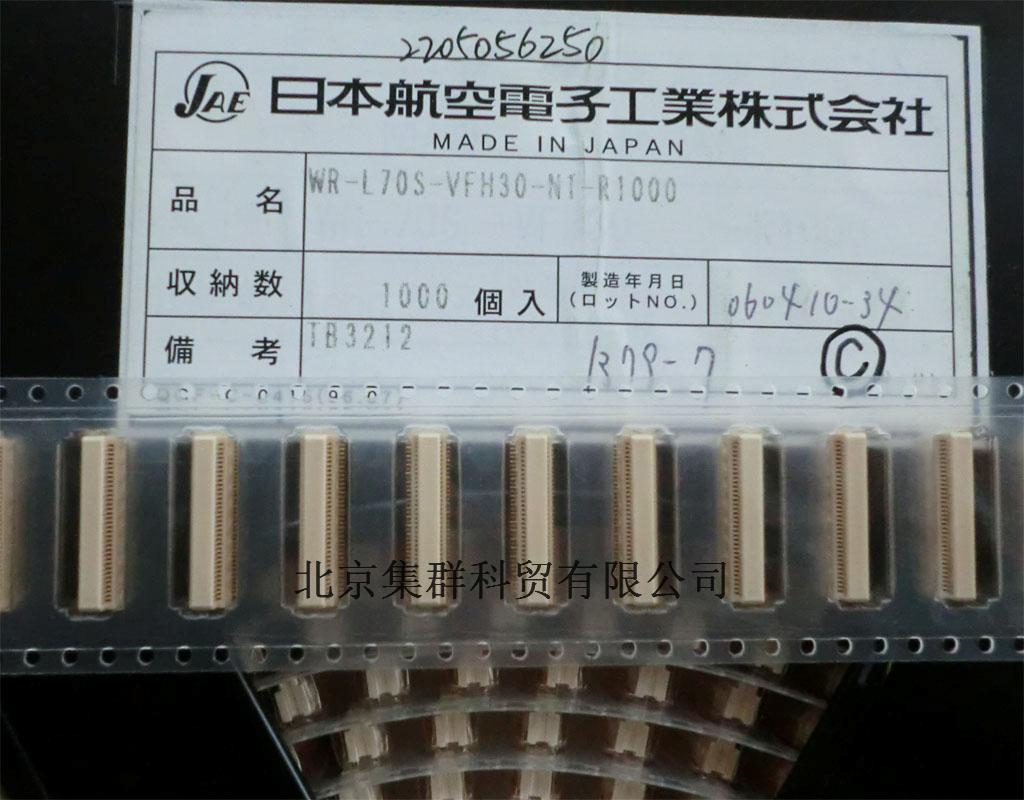 2205056250
JAE 日本航空電子工業株式会社
MADE IN JAPAN
品 名 WR-L70S-VFH30-N1-R1000
収納数 1000 個入 製造年月日 (ロットNO.) 060410-34
備 考 TB3212 1379-7 C
北京集群科贸有限公司